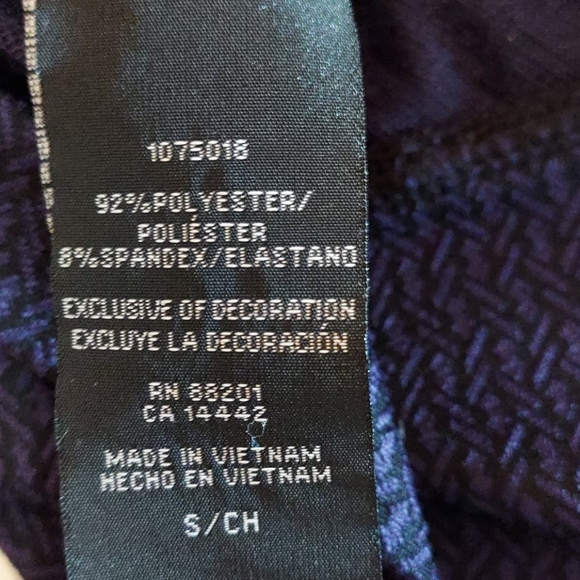 1075018
92%POLYESTER/
POLIÉSTER
8%SPANDEX/ELASTANO
EXCLUSIVE OF DECORATION
EXCLUYE LA DECORACIÓN
RN 88201
CA 14442
MADE IN VIETNAM
HECHO EN VIETNAM
S/CH